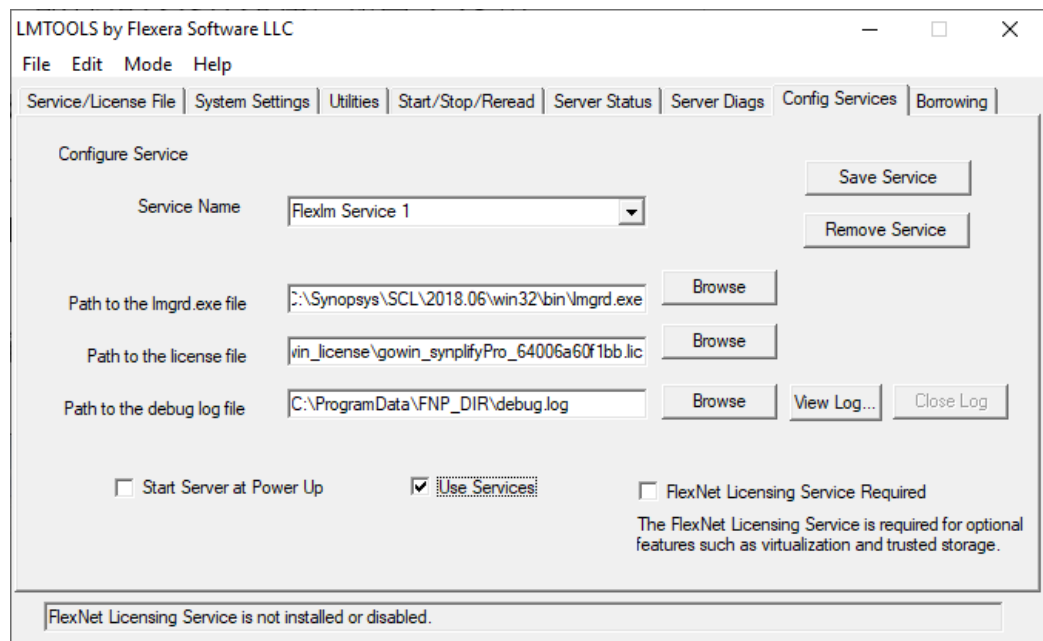 LMTOOLS by Flexera Software LLC
File Edit Mode Help
Service/License File System Settings Utilities Start/Stop/Reread Server Status Server Diags Config Services Borrowing
Configure Service
Save Service
Service Name Flexlm Service 1
Remove Service
Path to the lmgrd.exe file C:\Synopsys\SCL\2018.06\win32\bin\lmgrd.exe Browse
Path to the license file vin_license\gowin_synplifyPro_64006a60f1bb.lic Browse
Path to the debug log file C:\ProgramData\FNP_DIR\debug.log Browse View Log... Close Log
Start Server at Power Up Use Services FlexNet Licensing Service Required
The FlexNet Licensing Service is required for optional
features such as virtualization and trusted storage.
FlexNet Licensing Service is not installed or disabled.